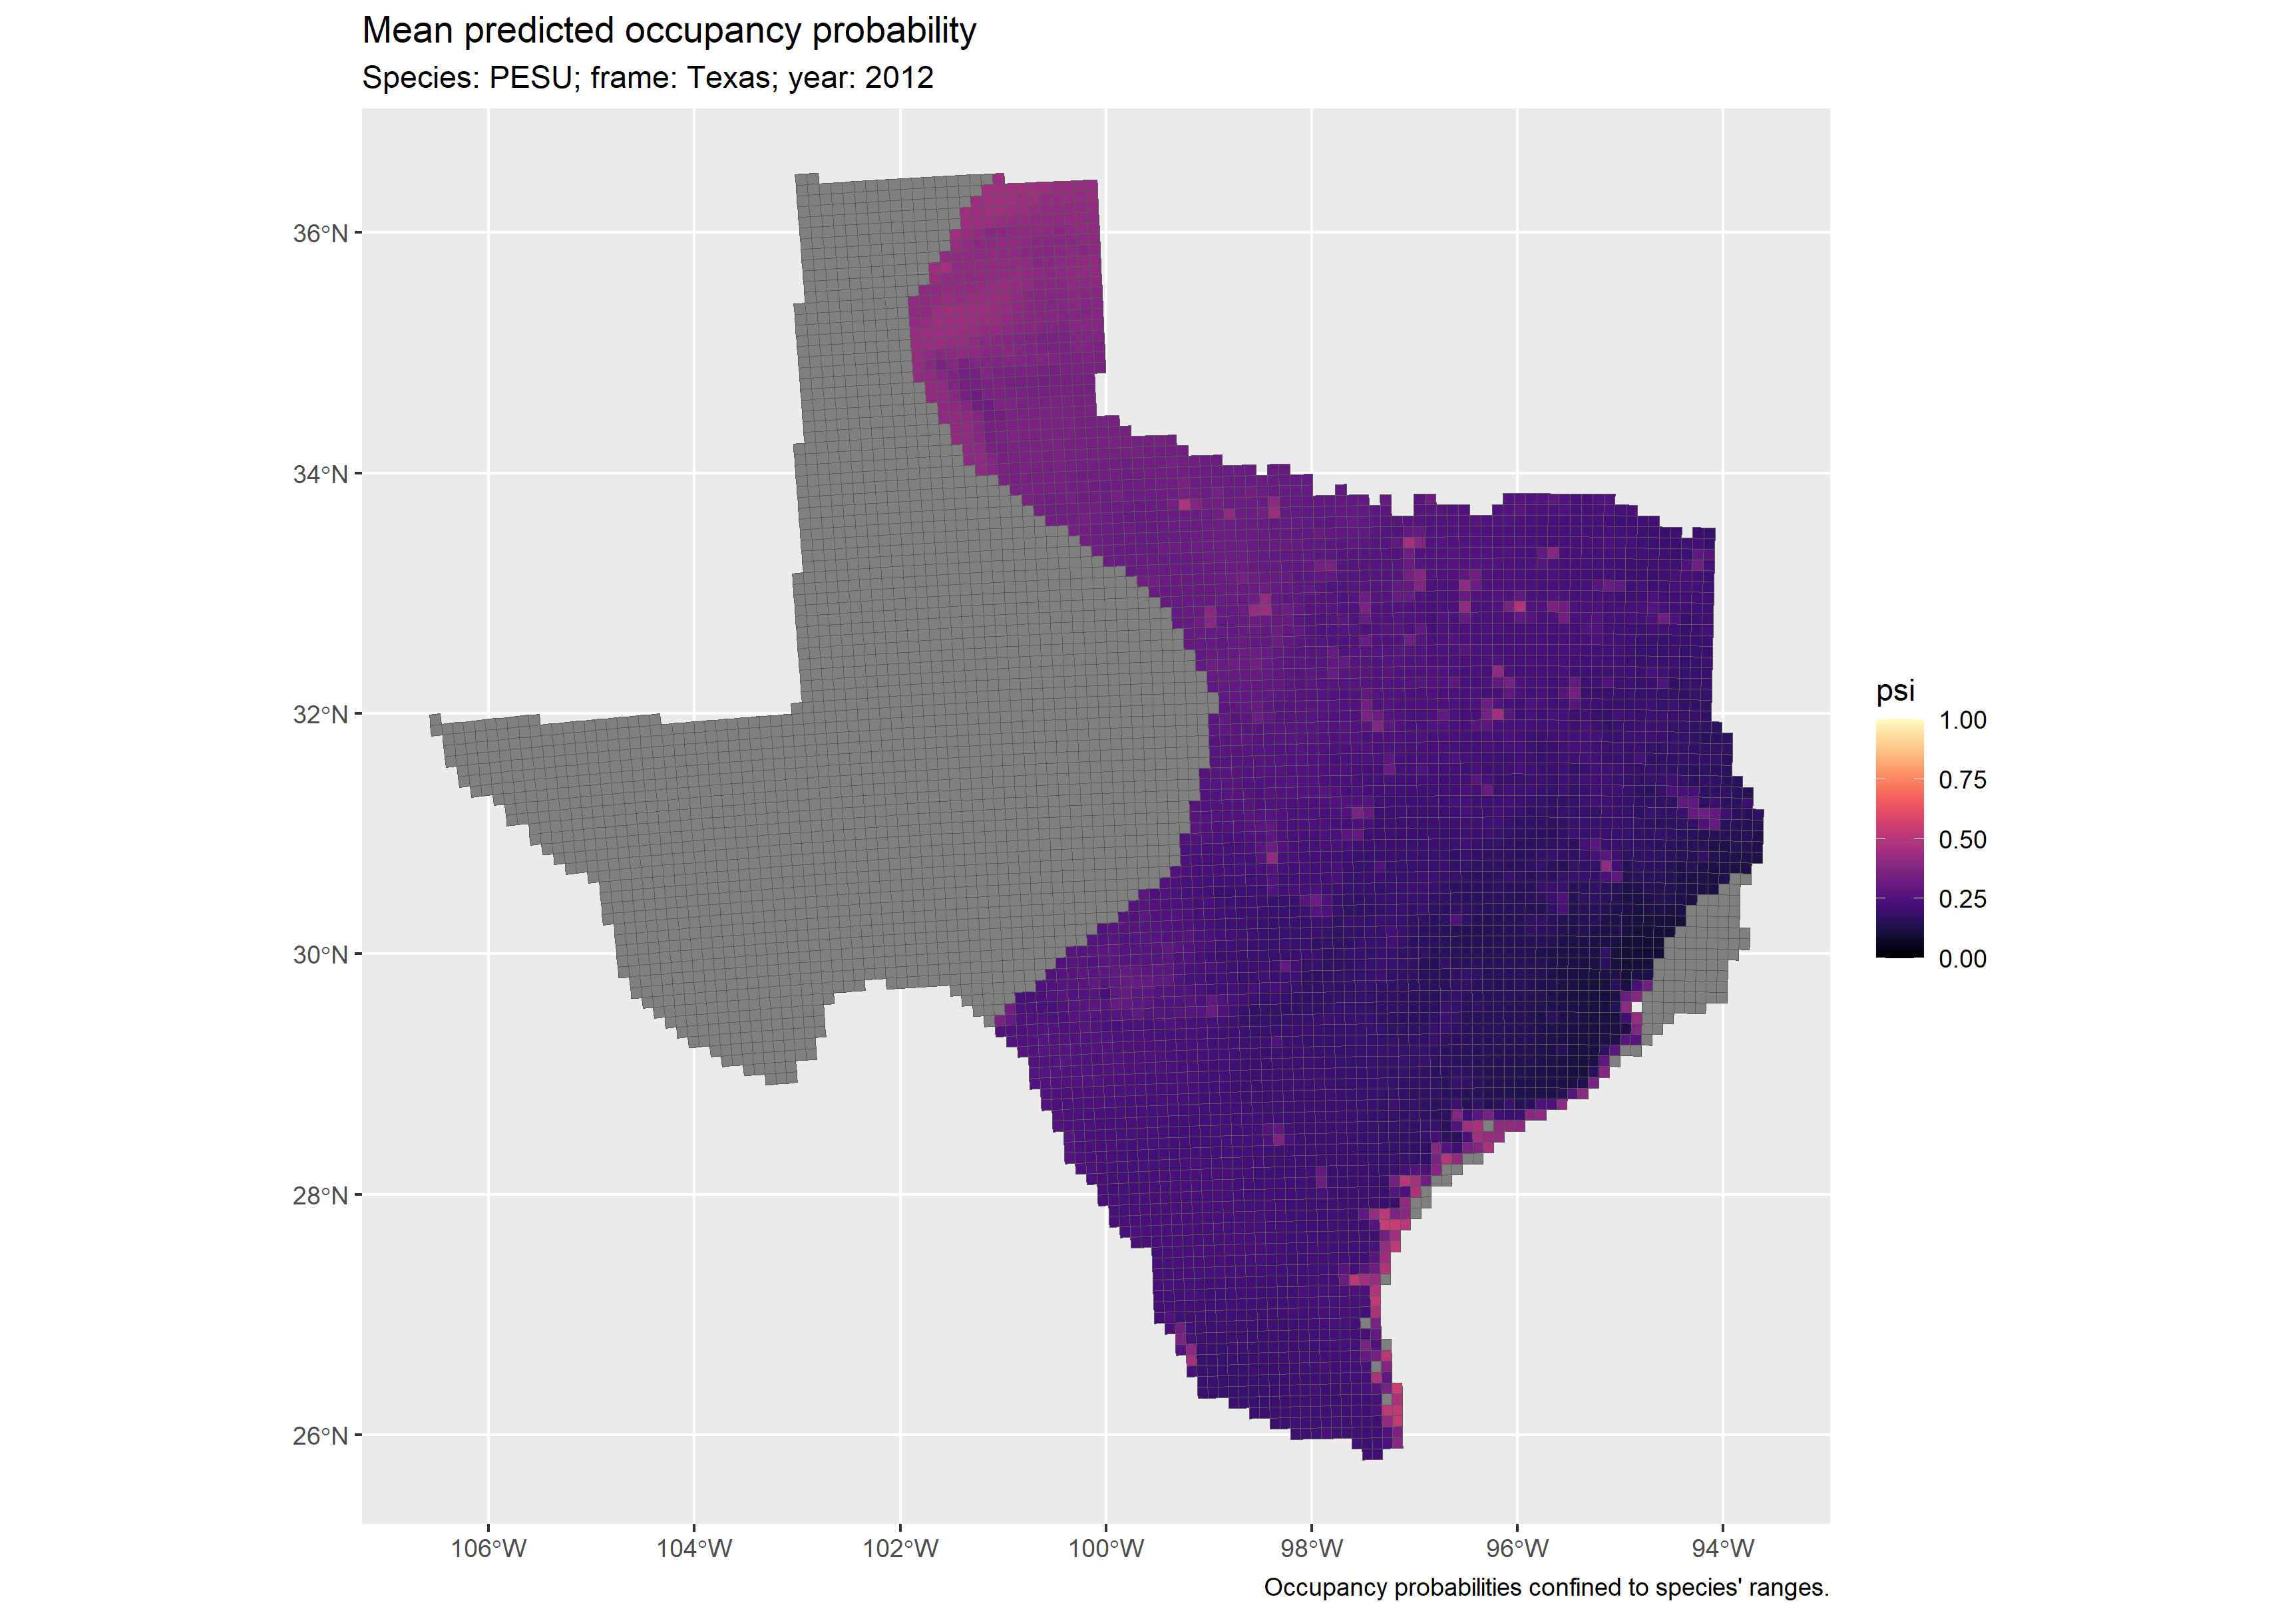 Mean predicted occupancy probability
Species: PESU; frame: Texas; year: 2012
36°N
34°N
32°N
30°N
28°N
26°N
106°W
104°W
102°W
100°W
98°W
96°W
94°W
psi
1.00
0.75
0.50
0.25
0.00
Occupancy probabilities confined to species' ranges.